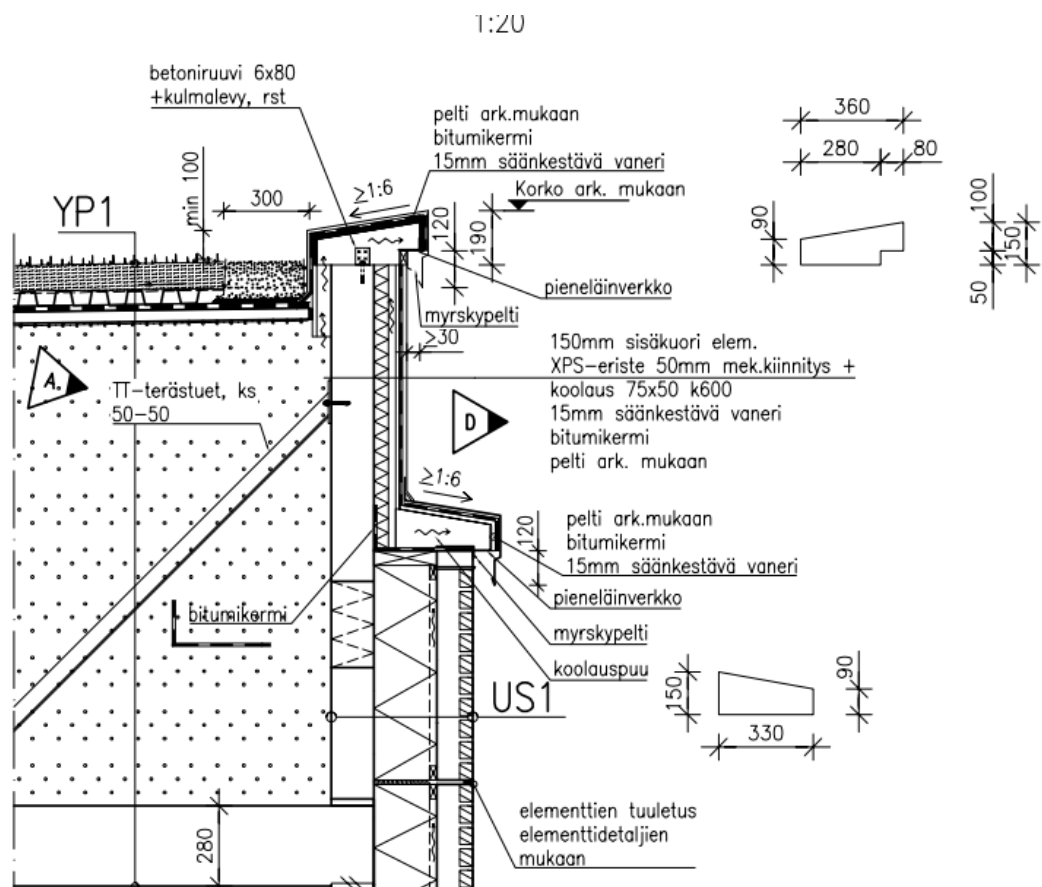 1:20
betoniruuvi 6x80
+kulmalevy, rst
pelti ark.mukaan
bitumikermi
15mm säänkestävä vaneri
360
280
80
min 100
300
≥1:6
Korko ark. mukaan
YP1
120
190
90
100
150
50
pieneläinverkko
myrskypelti
≥30
150mm sisäkuori elem.
XPS-eriste 50mm mek.kiinnitys +
koolaus 75x50 k600
15mm säänkestävä vaneri
bitumikermi
pelti ark. mukaan
A.
TT-terästuet, ks
50-50
D
≥1:6
120
pelti ark.mukaan
bitumikermi
15mm säänkestävä vaneri
pieneläinverkko
bitumikermi
myrskypelti
koolauspuu
150
90
330
US1
elementtien tuuletus
elementtidetaljien
mukaan
280